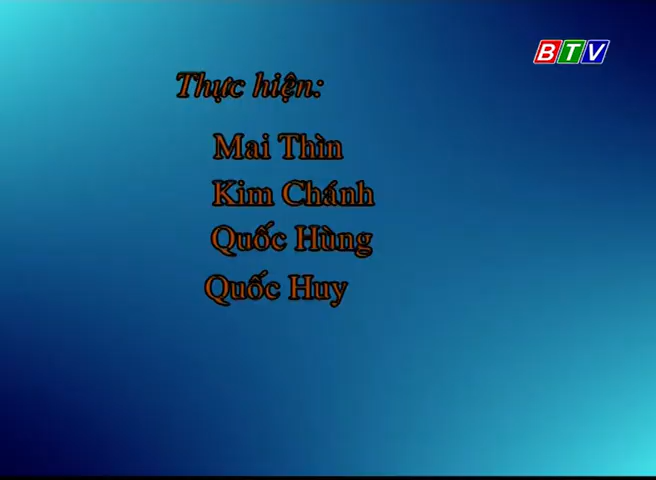 BTV
Thực hiện:
Mai Thìn
Kim Chánh
Quốc Hùng
Quốc Huy